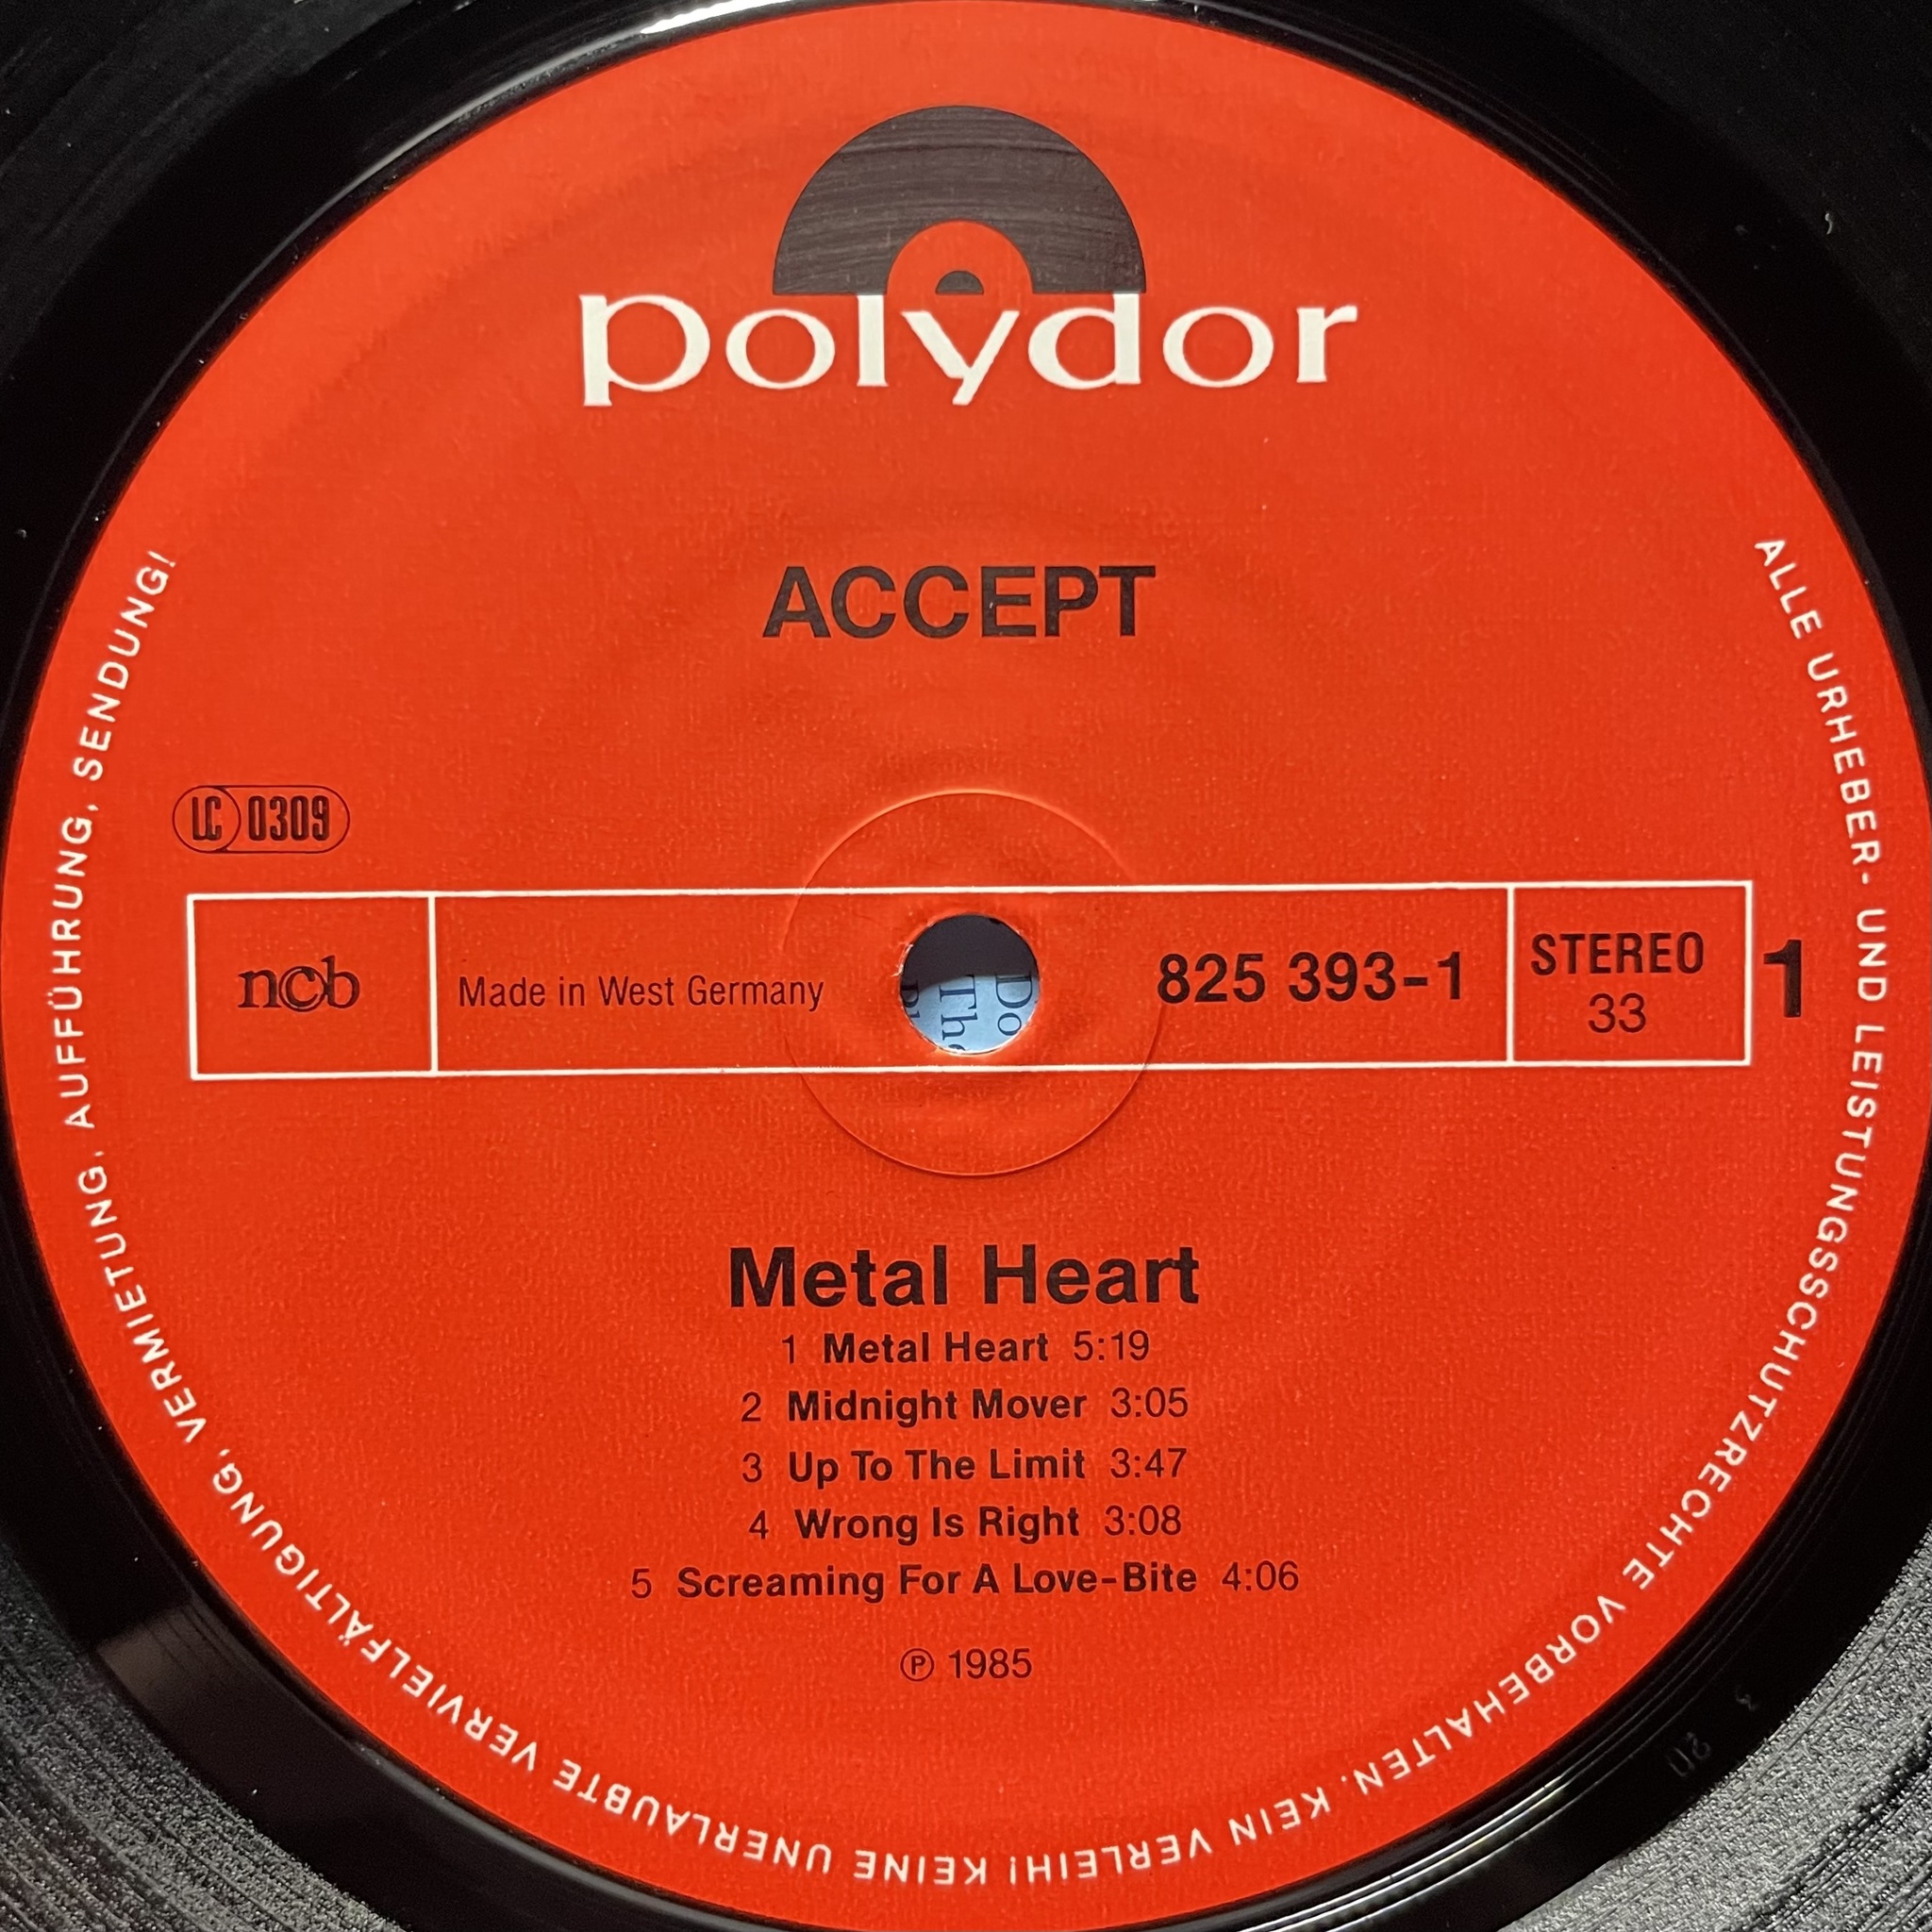 polydor
ACCEPT
LC 0309
ncb
Made in West Germany
825 393-1
STEREO
33
1
Do
The
Metal Heart
1 Metal Heart 5:19
2 Midnight Mover 3:05
3 Up To The Limit 3:47
4 Wrong Is Right 3:08
5 Screaming For A Love-Bite 4:06
℗ 1985
ALLE URHEBER- UND LEISTUNGSSCHUTZRECHTE VORBEHALTEN. KEIN VERLEIH! KEINE UNERLAUBTE VERVIELFÄLTIGUNG, VERMIETUNG, AUFFÜHRUNG, SENDUNG!